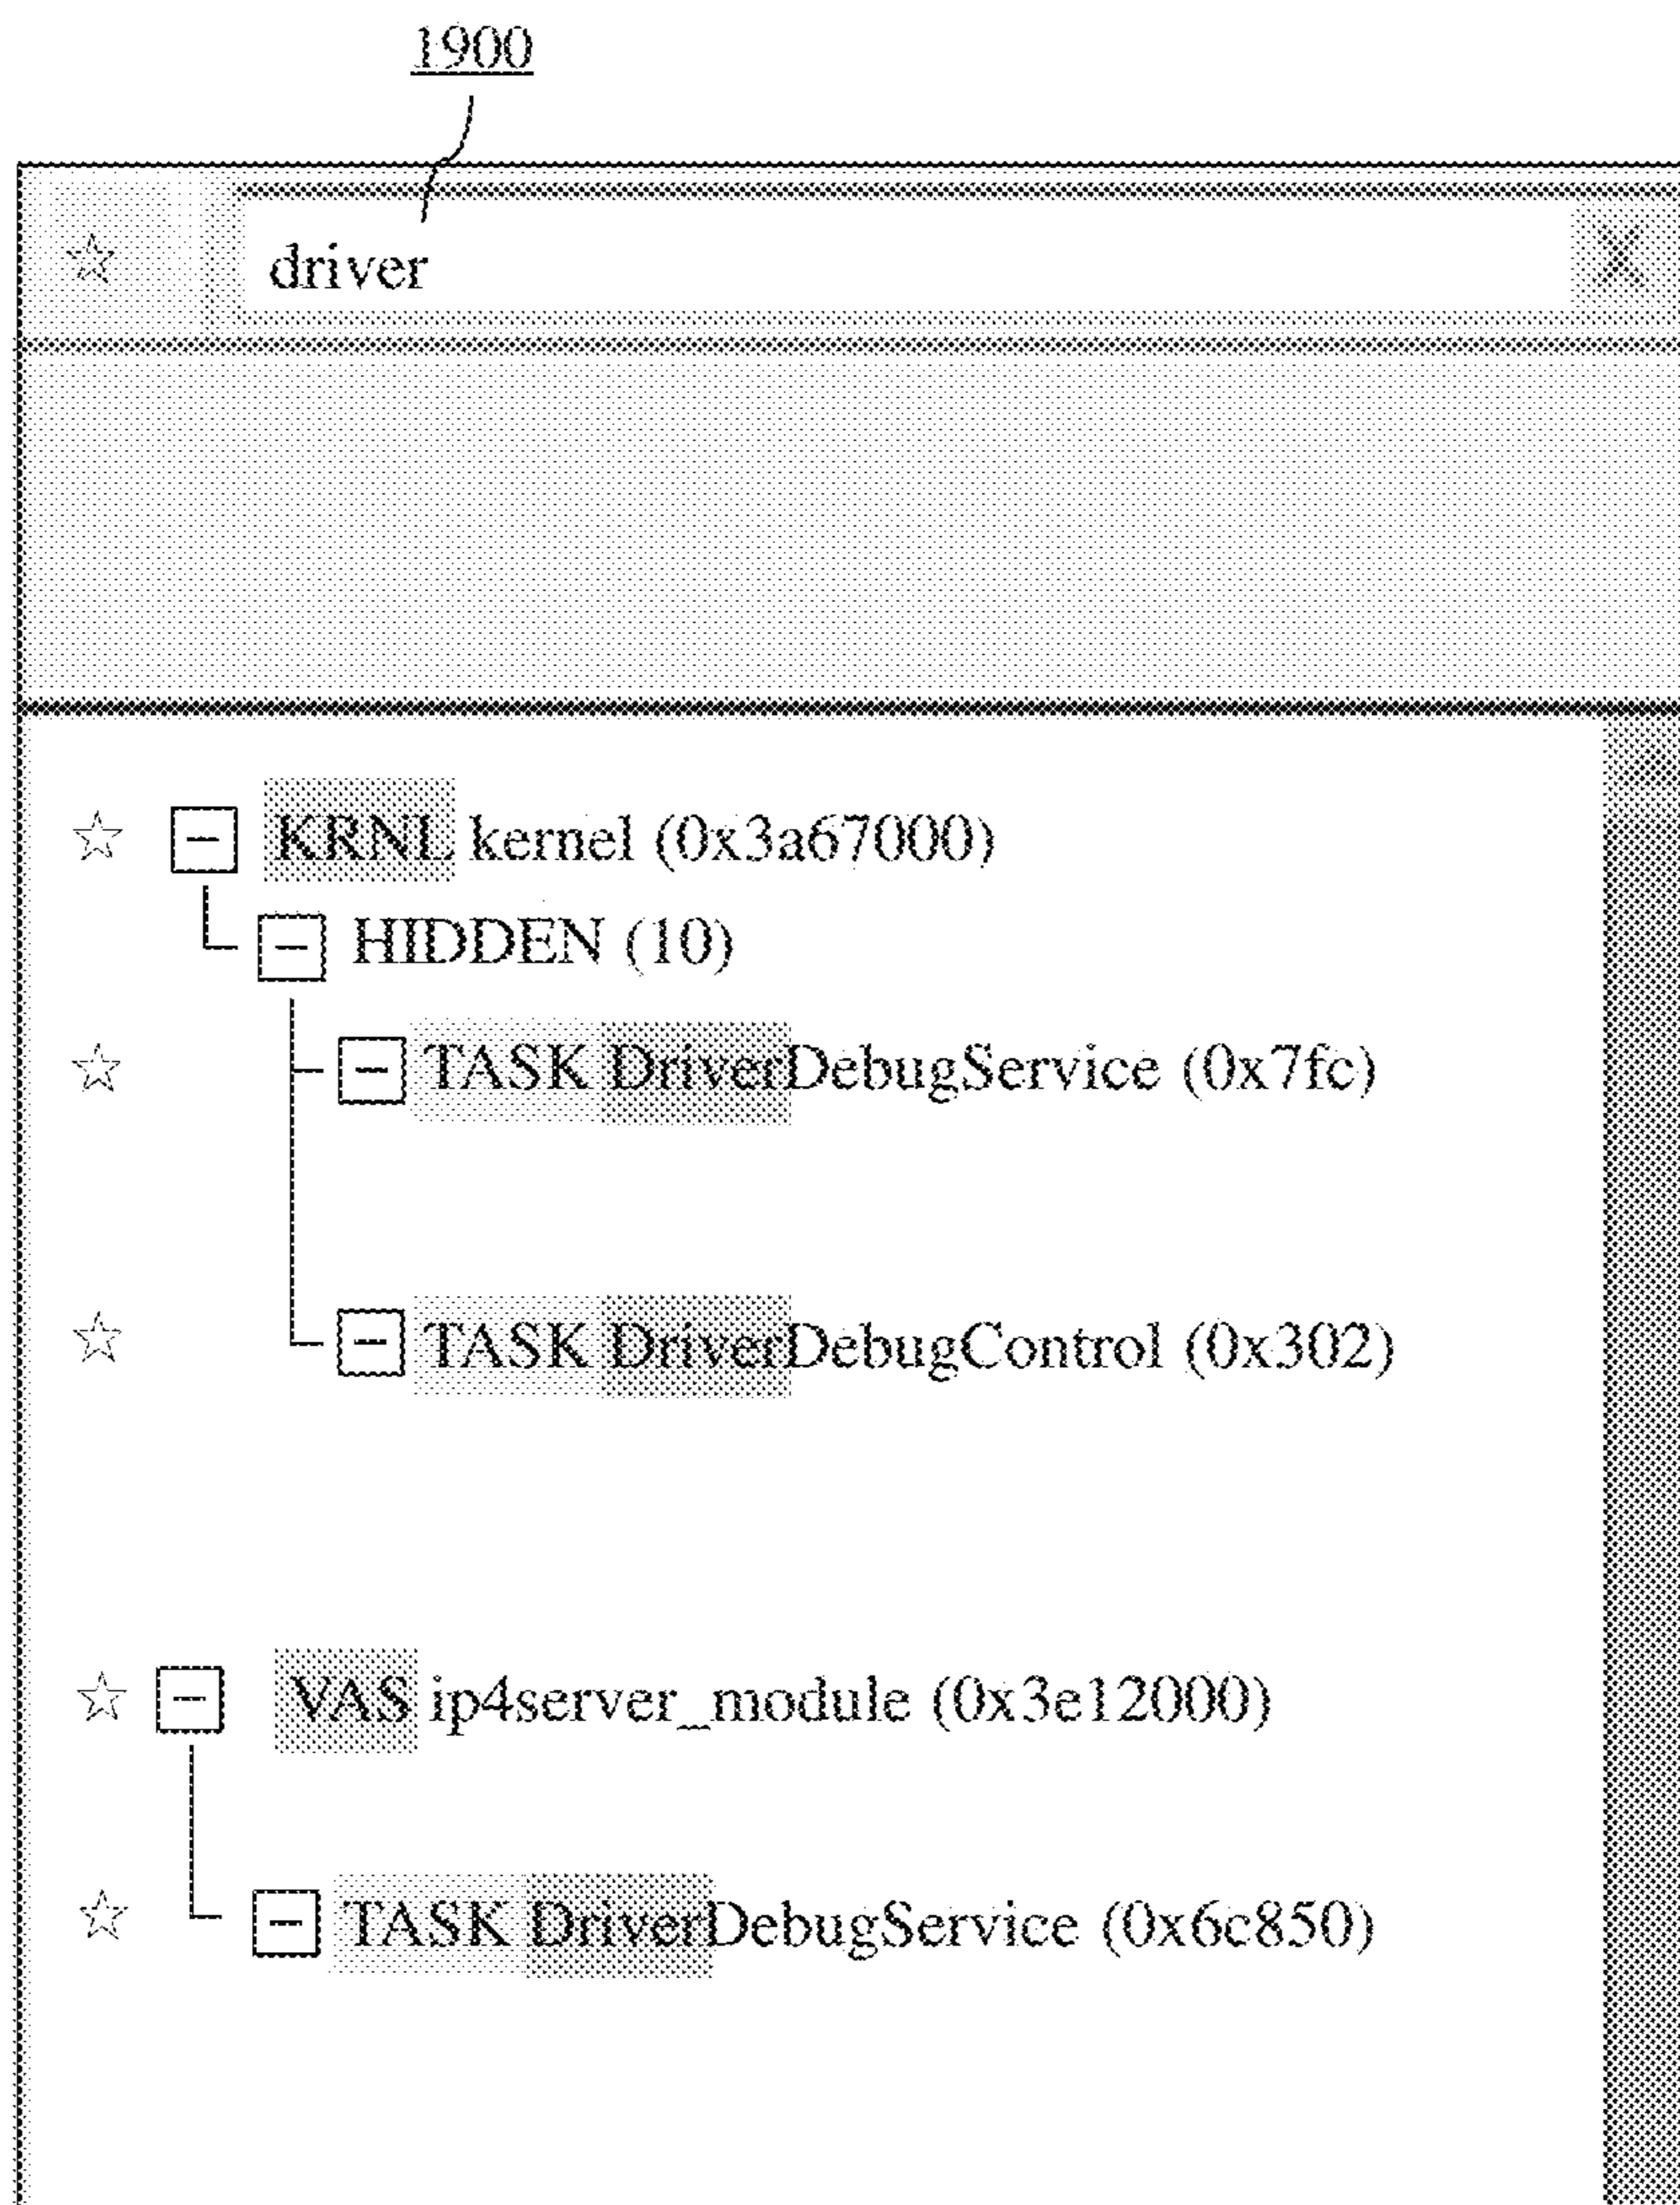 1900
driver X
KRNL kernel (0x3a67000)
HIDDEN (10)
TASK DriverDebugService (0x7fc)
TASK DriverDebugControl (0x302)
VAS ip4server_module (0x3e12000)
TASK DriverDebugService (0x6c850)